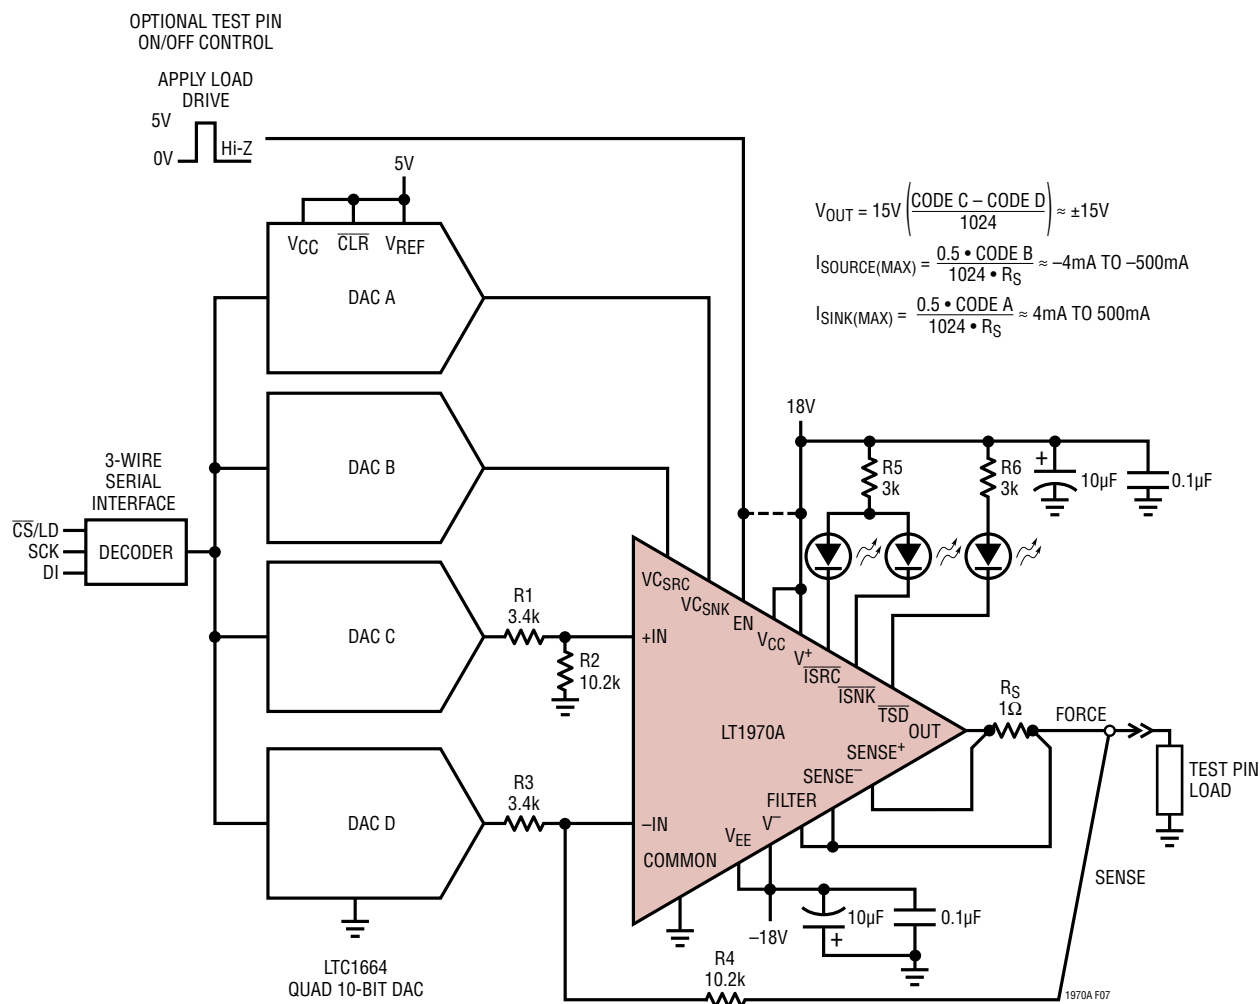 OPTIONAL TEST PIN
ON/OFF CONTROL
APPLY LOAD
DRIVE
5V
0V
Hi-Z
5V
VCC
CLR
VREF
DAC A
VOUT = 15V (CODE C – CODE D / 1024) ≈ ±15V
ISOURCE(MAX) = 0.5 • CODE B / 1024 • RS ≈ –4mA TO –500mA
ISINK(MAX) = 0.5 • CODE A / 1024 • RS ≈ 4mA TO 500mA
18V
DAC B
3-WIRE
SERIAL
INTERFACE
CS/LD
SCK
DI
DECODER
R5
3k
R6
3k
+
10µF
0.1µF
DAC C
R1
3.4k
R2
10.2k
VCSRC
VCSNK
EN
VCC
V+
ISRC
ISNK
TSD
OUT
+IN
LT1970A
SENSE+
SENSE–
FILTER
V–
VEE
–IN
COMMON
RS
1Ω
FORCE
TEST PIN
LOAD
SENSE
DAC D
R3
3.4k
–18V
10µF
+
0.1µF
R4
10.2k
LTC1664
QUAD 10-BIT DAC
1970A F07